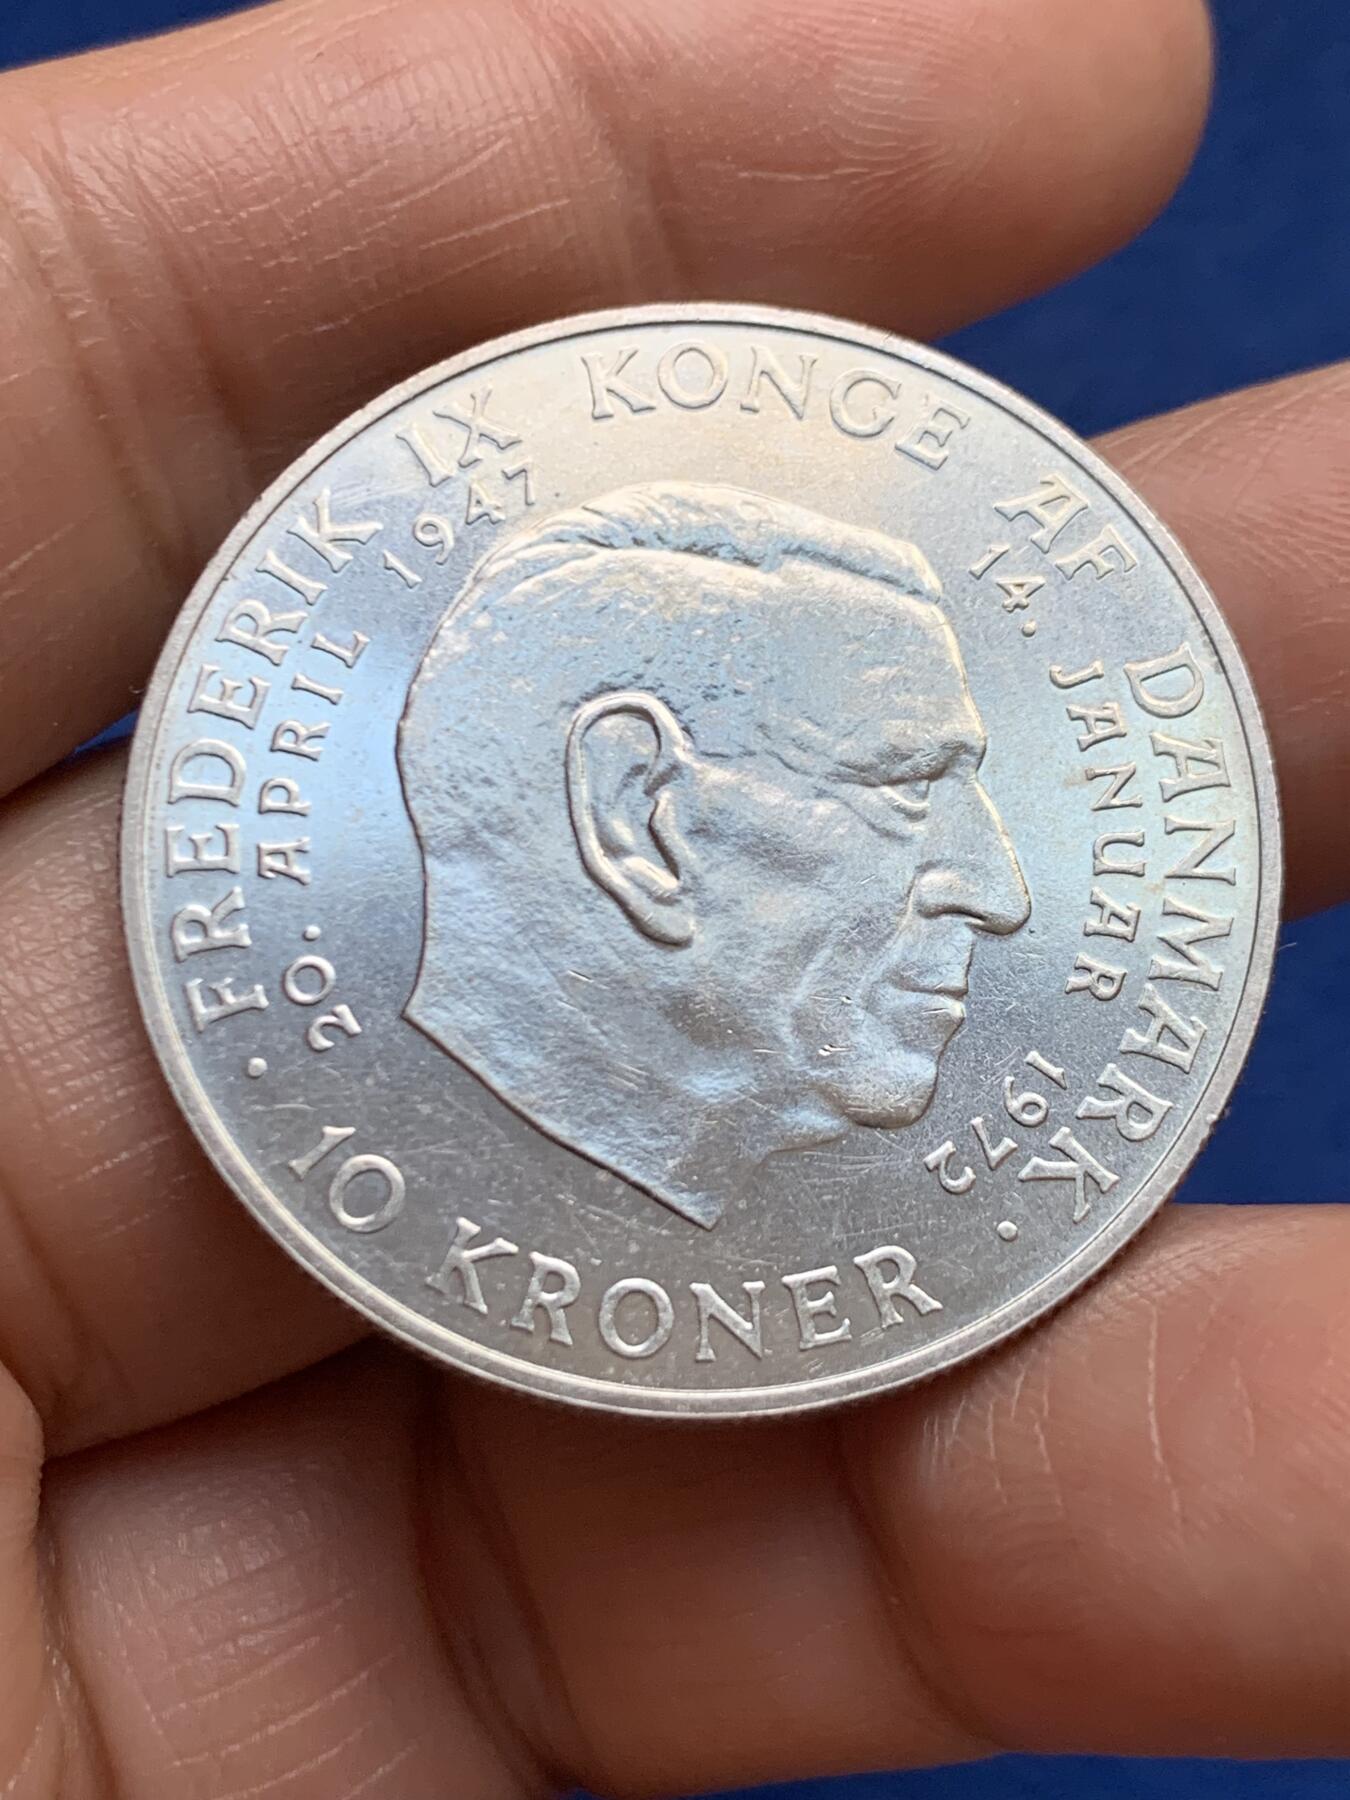 · FREDERIK IX KONGE AF DANMARK ·
20. APRIL 1947
14. JANUAR 1972
10 KRONER